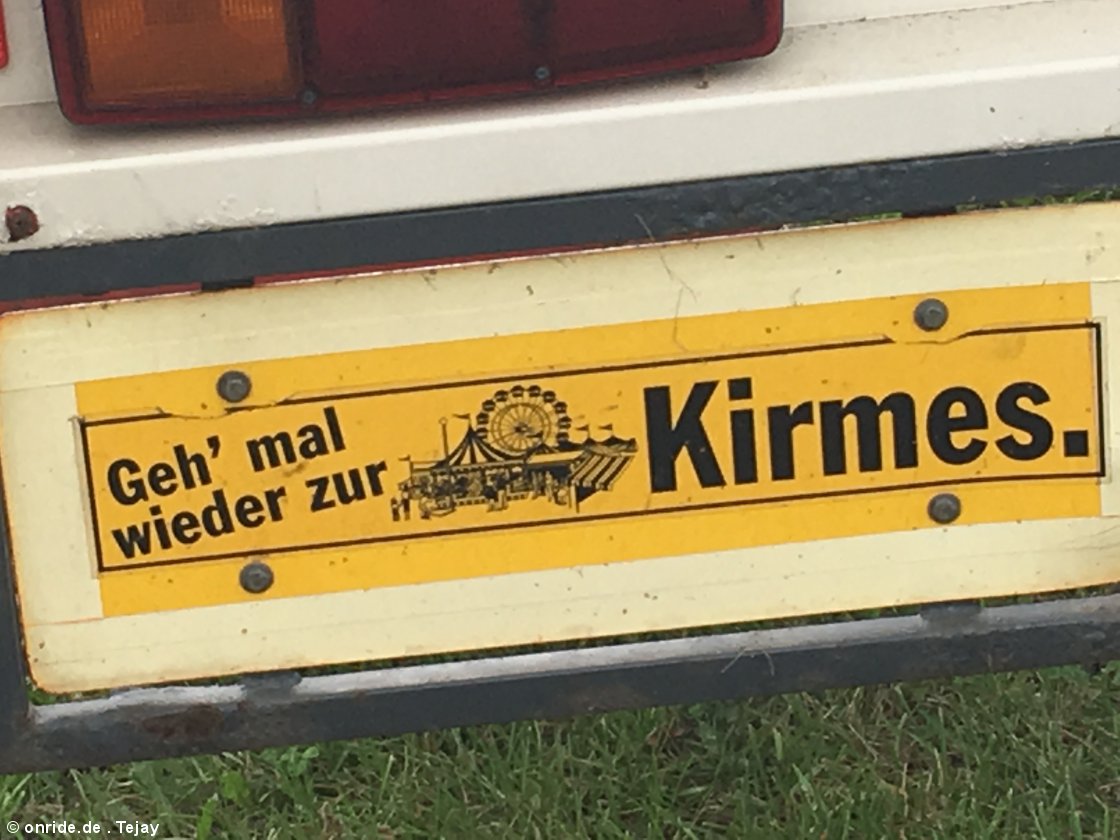 Geh' mal
wieder zur
Kirmes.
© onride.de . Tejay